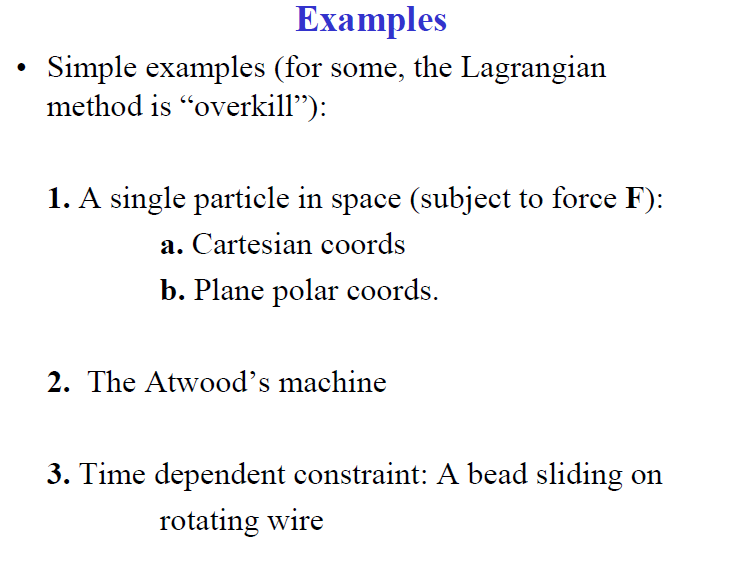 Examples
• Simple examples (for some, the Lagrangian
method is “overkill”):
1. A single particle in space (subject to force F):
a. Cartesian coords
b. Plane polar coords.
2. The Atwood’s machine
3. Time dependent constraint: A bead sliding on
rotating wire